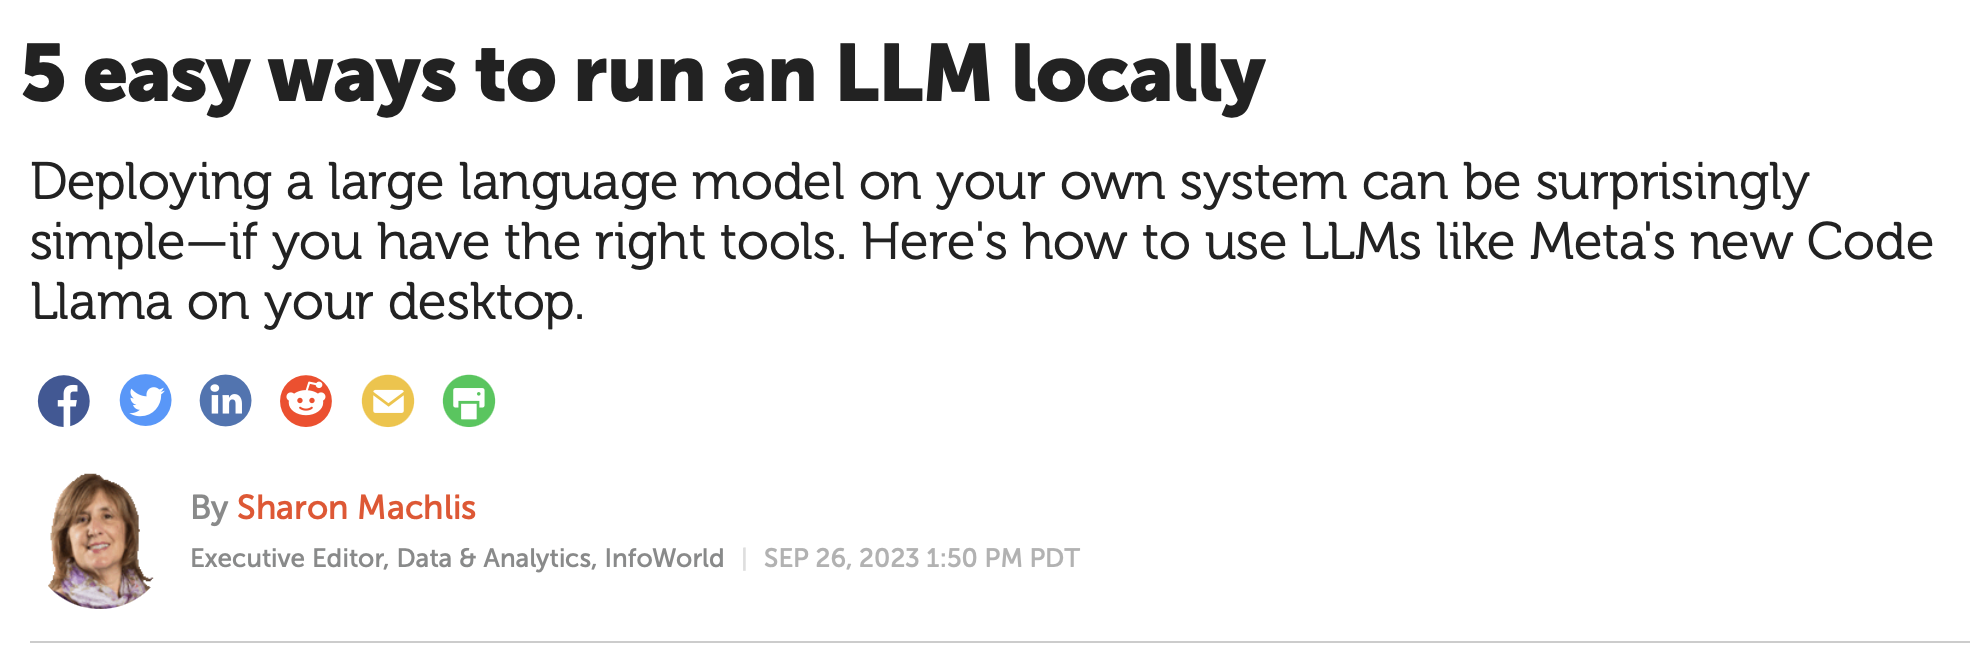 5 easy ways to run an LLM locally
Deploying a large language model on your own system can be surprisingly
simple—if you have the right tools. Here's how to use LLMs like Meta's new Code
Llama on your desktop.
in
By Sharon Machlis
Executive Editor, Data & Analytics, InfoWorld | SEP 26, 2023 1:50 PM PDT